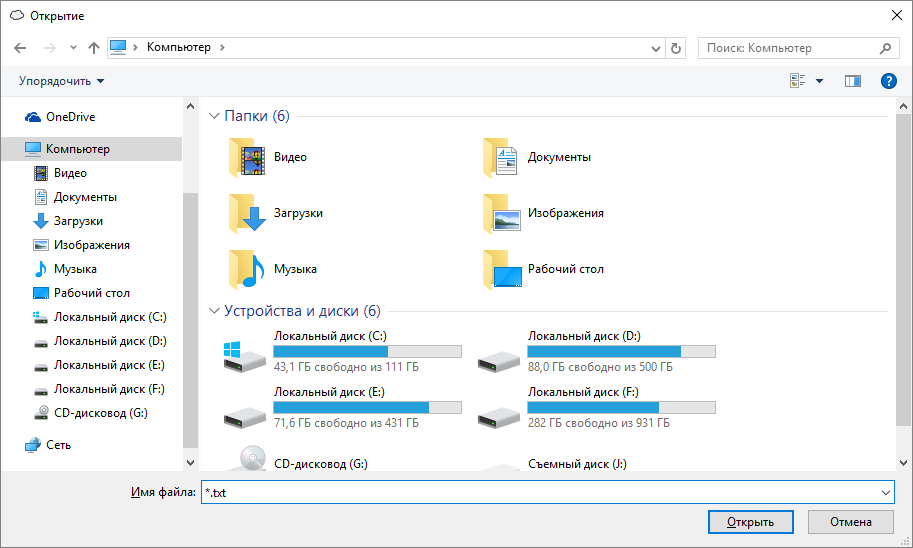 Открытие
Компьютер
Поиск: Компьютер
Упорядочить
?
OneDrive
Компьютер
Видео
Документы
Загрузки
Изображения
Музыка
Рабочий стол
Локальный диск (C:)
Локальный диск (D:)
Локальный диск (E:)
Локальный диск (F:)
CD-дисковод (G:)
Сеть
Папки (6)
Видео
Документы
Загрузки
Изображения
Музыка
Рабочий стол
Устройства и диски (6)
Локальный диск (C:)
43,1 ГБ свободно из 111 ГБ
Локальный диск (D:)
88,0 ГБ свободно из 500 ГБ
Локальный диск (E:)
71,6 ГБ свободно из 431 ГБ
Локальный диск (F:)
282 ГБ свободно из 931 ГБ
CD-дисковод (G:)
Съемный диск (J:)
Имя файла: *.txt
Открыть
Отмена